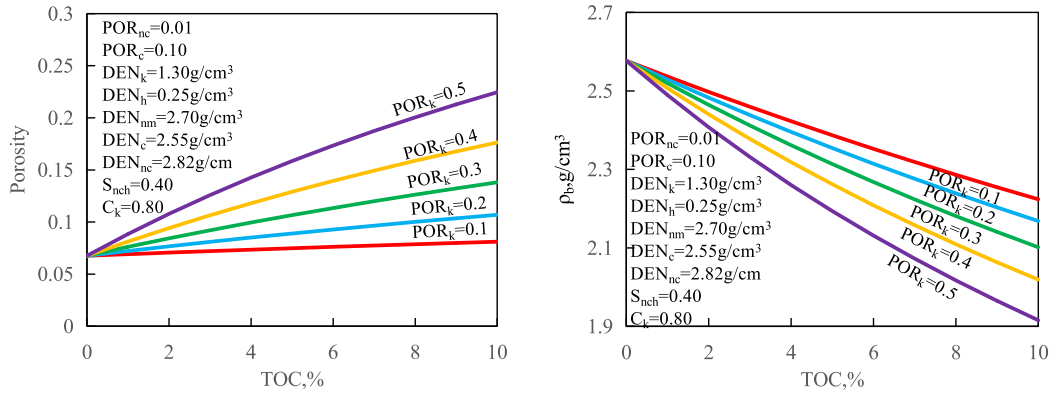 0.3
0.25
0.2
0.15
0.1
0.05
0
Porosity
PORnc=0.01
PORc=0.10
DENk=1.30g/cm³
DENh=0.25g/cm³
DENnm=2.70g/cm³
DENc=2.55g/cm³
DENnc=2.82g/cm
Snch=0.40
Ck=0.80
PORk=0.5
PORk=0.4
PORk=0.3
PORk=0.2
PORk=0.1
0 2 4 6 8 10
TOC,%
2.7
2.5
2.3
2.1
1.9
ρb,g/cm³
PORnc=0.01
PORc=0.10
DENk=1.30g/cm³
DENh=0.25g/cm³
DENnm=2.70g/cm³
DENc=2.55g/cm³
DENnc=2.82g/cm
Snch=0.40
Ck=0.80
PORk=0.1
PORk=0.2
PORk=0.3
PORk=0.4
PORk=0.5
0 2 4 6 8 10
TOC,%